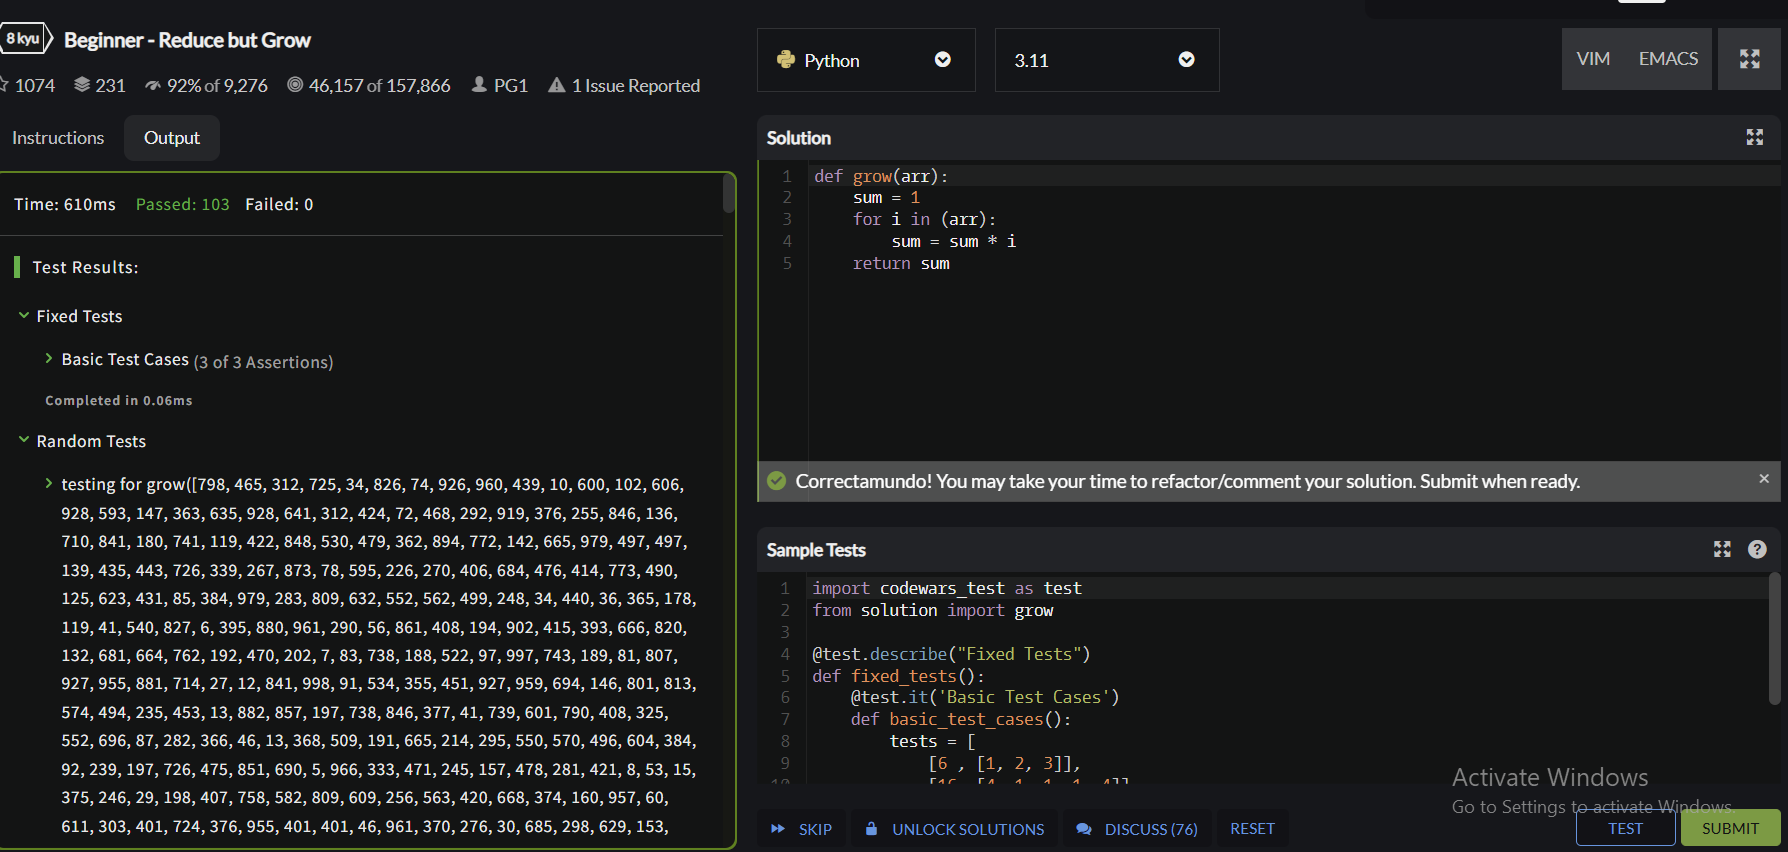 8 kyu
Beginner - Reduce but Grow
1074 231 92% of 9,276 46,157 of 157,866 PG1 1 Issue Reported
Instructions Output
Time: 610ms Passed: 103 Failed: 0
Test Results:
Fixed Tests
Basic Test Cases (3 of 3 Assertions)
Completed in 0.06ms
Random Tests
testing for grow([798, 465, 312, 725, 34, 826, 74, 926, 960, 439, 10, 600, 102, 606,
928, 593, 147, 363, 635, 928, 641, 312, 424, 72, 468, 292, 919, 376, 255, 846, 136,
710, 841, 180, 741, 119, 422, 848, 530, 479, 362, 894, 772, 142, 665, 979, 497, 497,
139, 435, 443, 726, 339, 267, 873, 78, 595, 226, 270, 406, 684, 476, 414, 773, 490,
125, 623, 431, 85, 384, 979, 283, 809, 632, 552, 562, 499, 248, 34, 440, 36, 365, 178,
119, 41, 540, 827, 6, 395, 880, 961, 290, 56, 861, 408, 194, 902, 415, 393, 666, 820,
132, 681, 664, 762, 192, 470, 202, 7, 83, 738, 188, 522, 97, 997, 743, 189, 81, 807,
927, 955, 881, 714, 27, 12, 841, 998, 91, 534, 355, 451, 927, 959, 694, 146, 801, 813,
574, 494, 235, 453, 13, 882, 857, 197, 738, 846, 377, 41, 739, 601, 790, 408, 325,
552, 696, 87, 282, 366, 46, 13, 368, 509, 191, 665, 214, 295, 550, 570, 496, 604, 384,
92, 239, 197, 726, 475, 851, 690, 5, 966, 333, 471, 245, 157, 478, 281, 421, 8, 53, 15,
375, 246, 29, 198, 407, 758, 582, 809, 609, 256, 563, 420, 668, 374, 160, 957, 60,
611, 303, 401, 724, 376, 955, 401, 401, 46, 961, 370, 276, 30, 685, 298, 629, 153,
Python
3.11
VIM EMACS
Solution
1 def grow(arr):
2 sum = 1
3 for i in (arr):
4 sum = sum * i
5 return sum
Correctamundo! You may take your time to refactor/comment your solution. Submit when ready. ×
Sample Tests
1 import codewars_test as test
2 from solution import grow
3
4 @test.describe("Fixed Tests")
5 def fixed_tests():
6 @test.it('Basic Test Cases')
7 def basic_test_cases():
8 tests = [
9 [6 , [1, 2, 3]],
10 [16, [4, 1, 1, 1, 4]],
Activate Windows
Go to Settings to activate Windows.
SKIP UNLOCK SOLUTIONS DISCUSS (76) RESET TEST SUBMIT